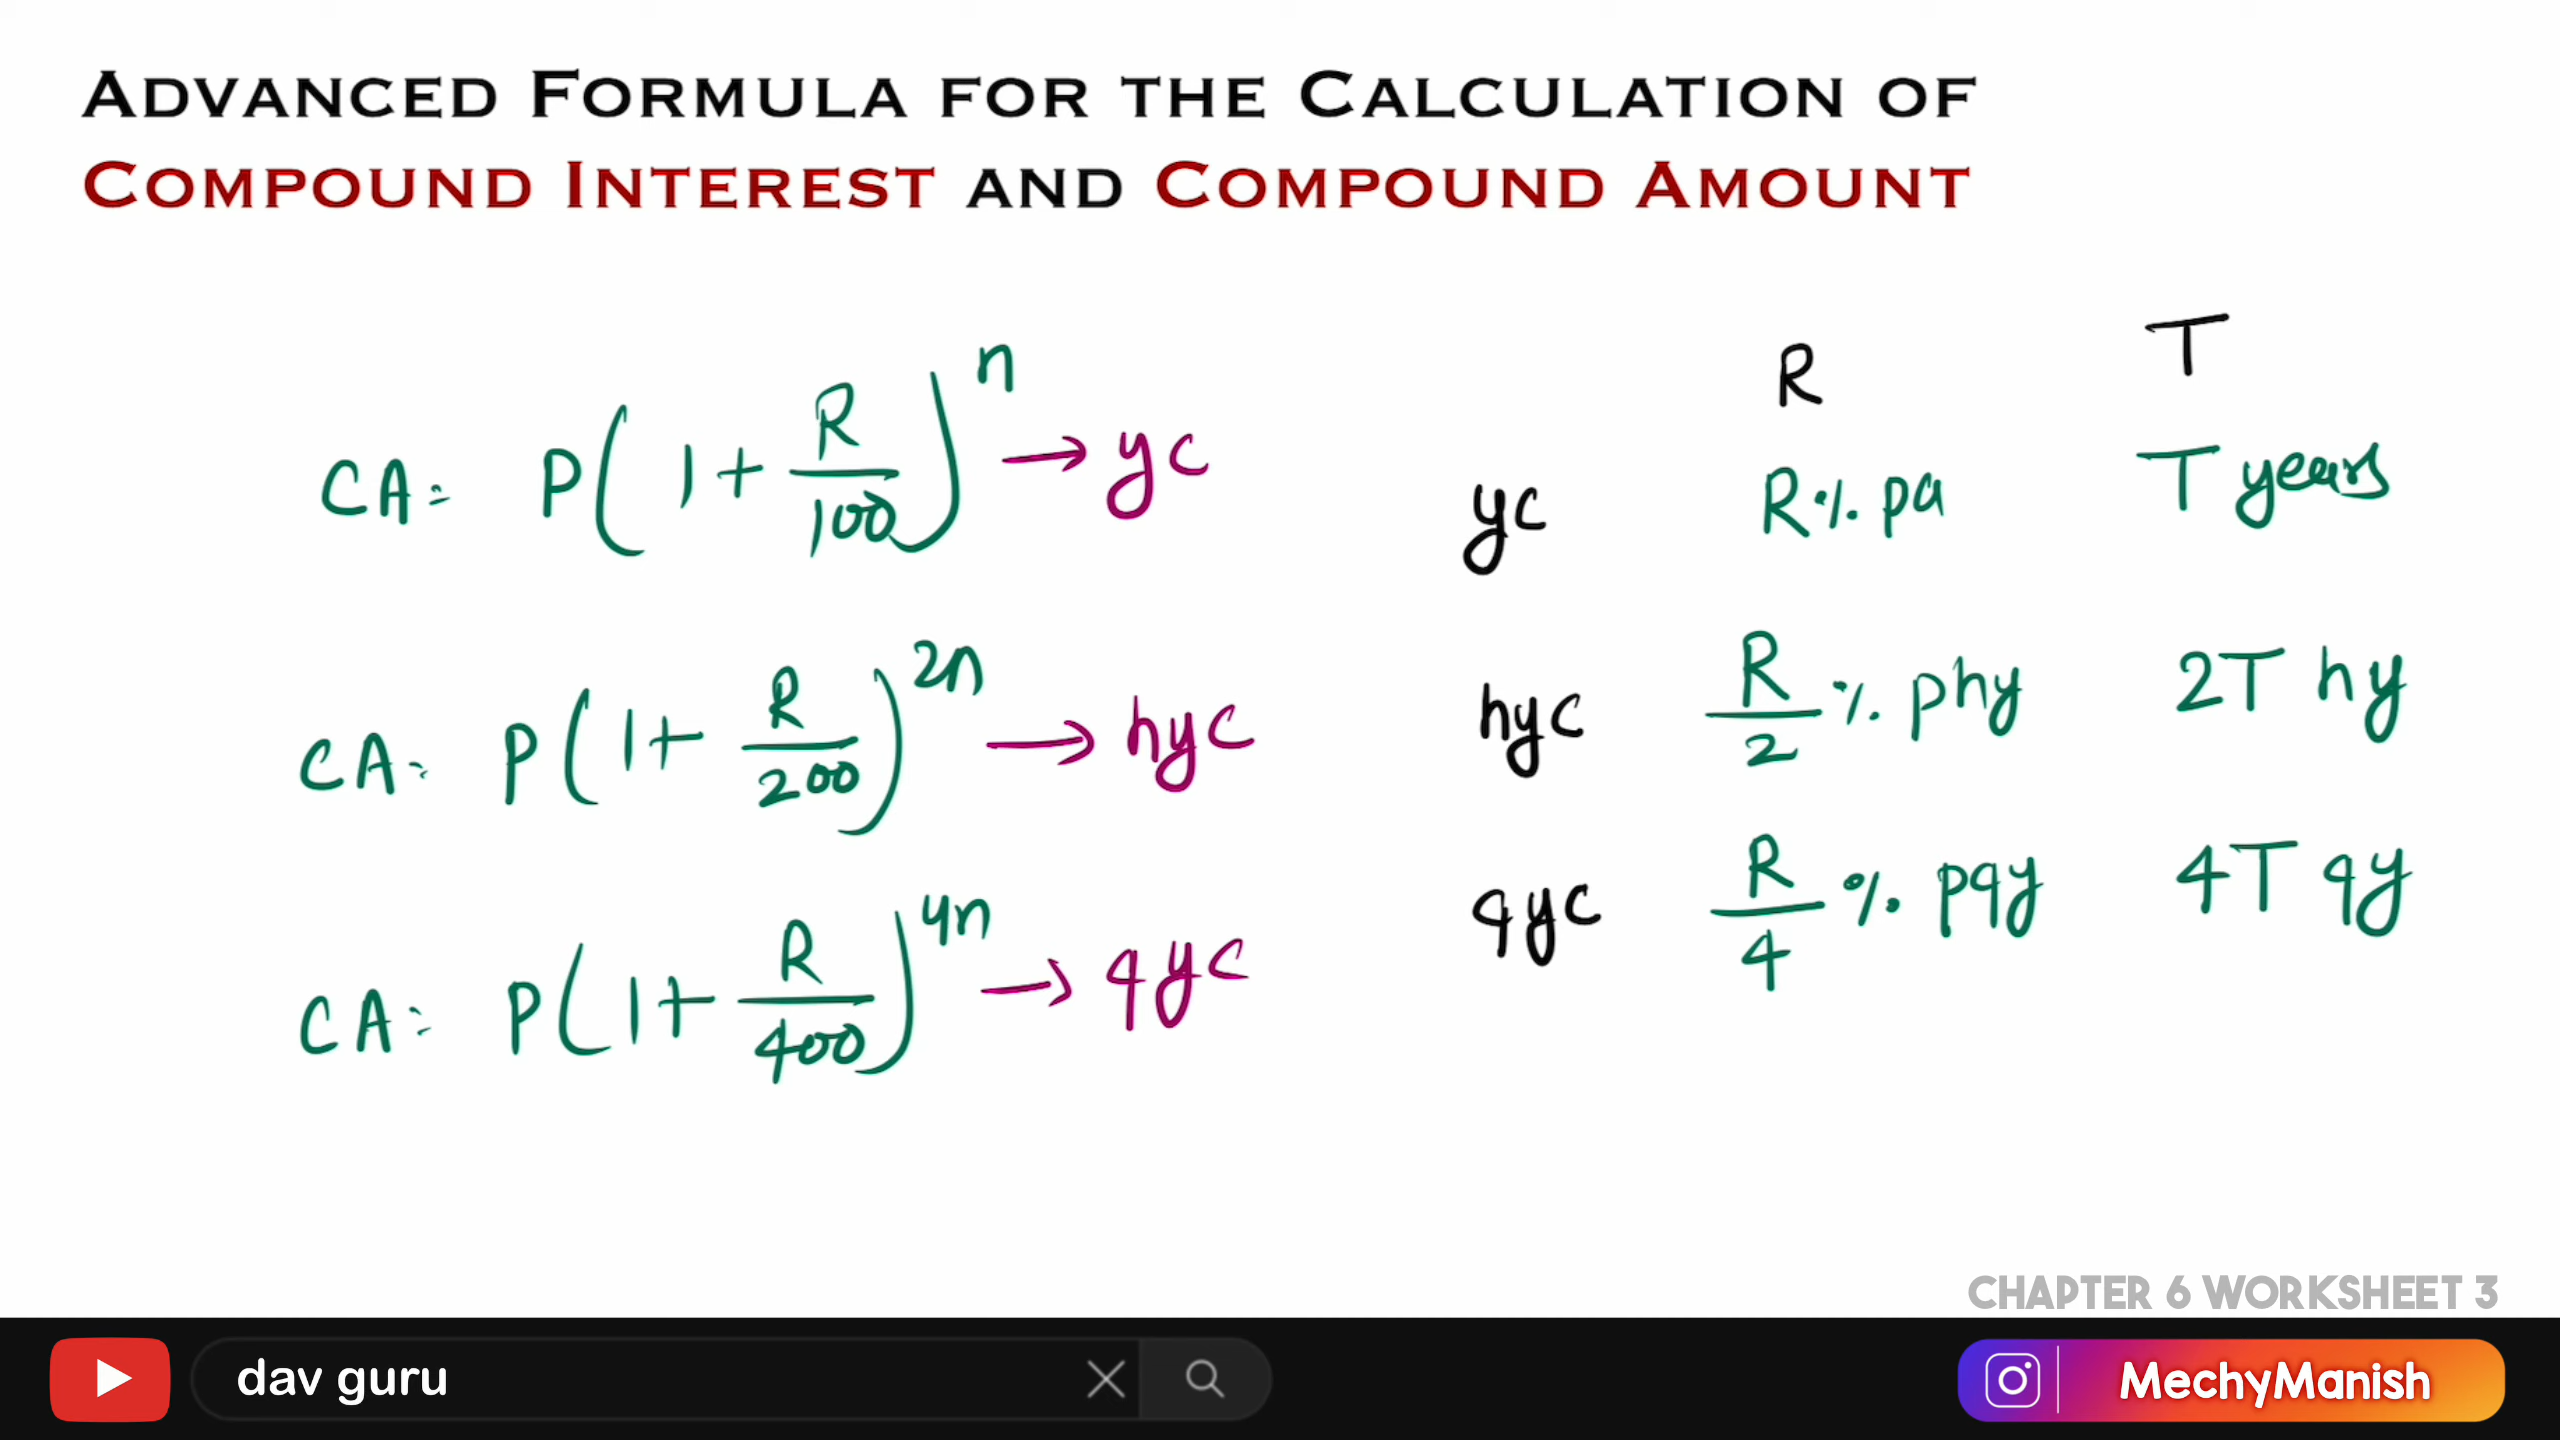 ADVANCED FORMULA FOR THE CALCULATION OF
COMPOUND INTEREST AND COMPOUND AMOUNT
CA = P(1 + R/100)^n → yc
CA = P(1 + R/200)^2n → hyc
CA = P(1 + R/400)^4n → qyc
R T
yc R% pa T years
hyc R/2 % phy 2T hy
qyc R/4 % pqy 4T qy
CHAPTER 6 WORKSHEET 3
dav guru
MechyManish